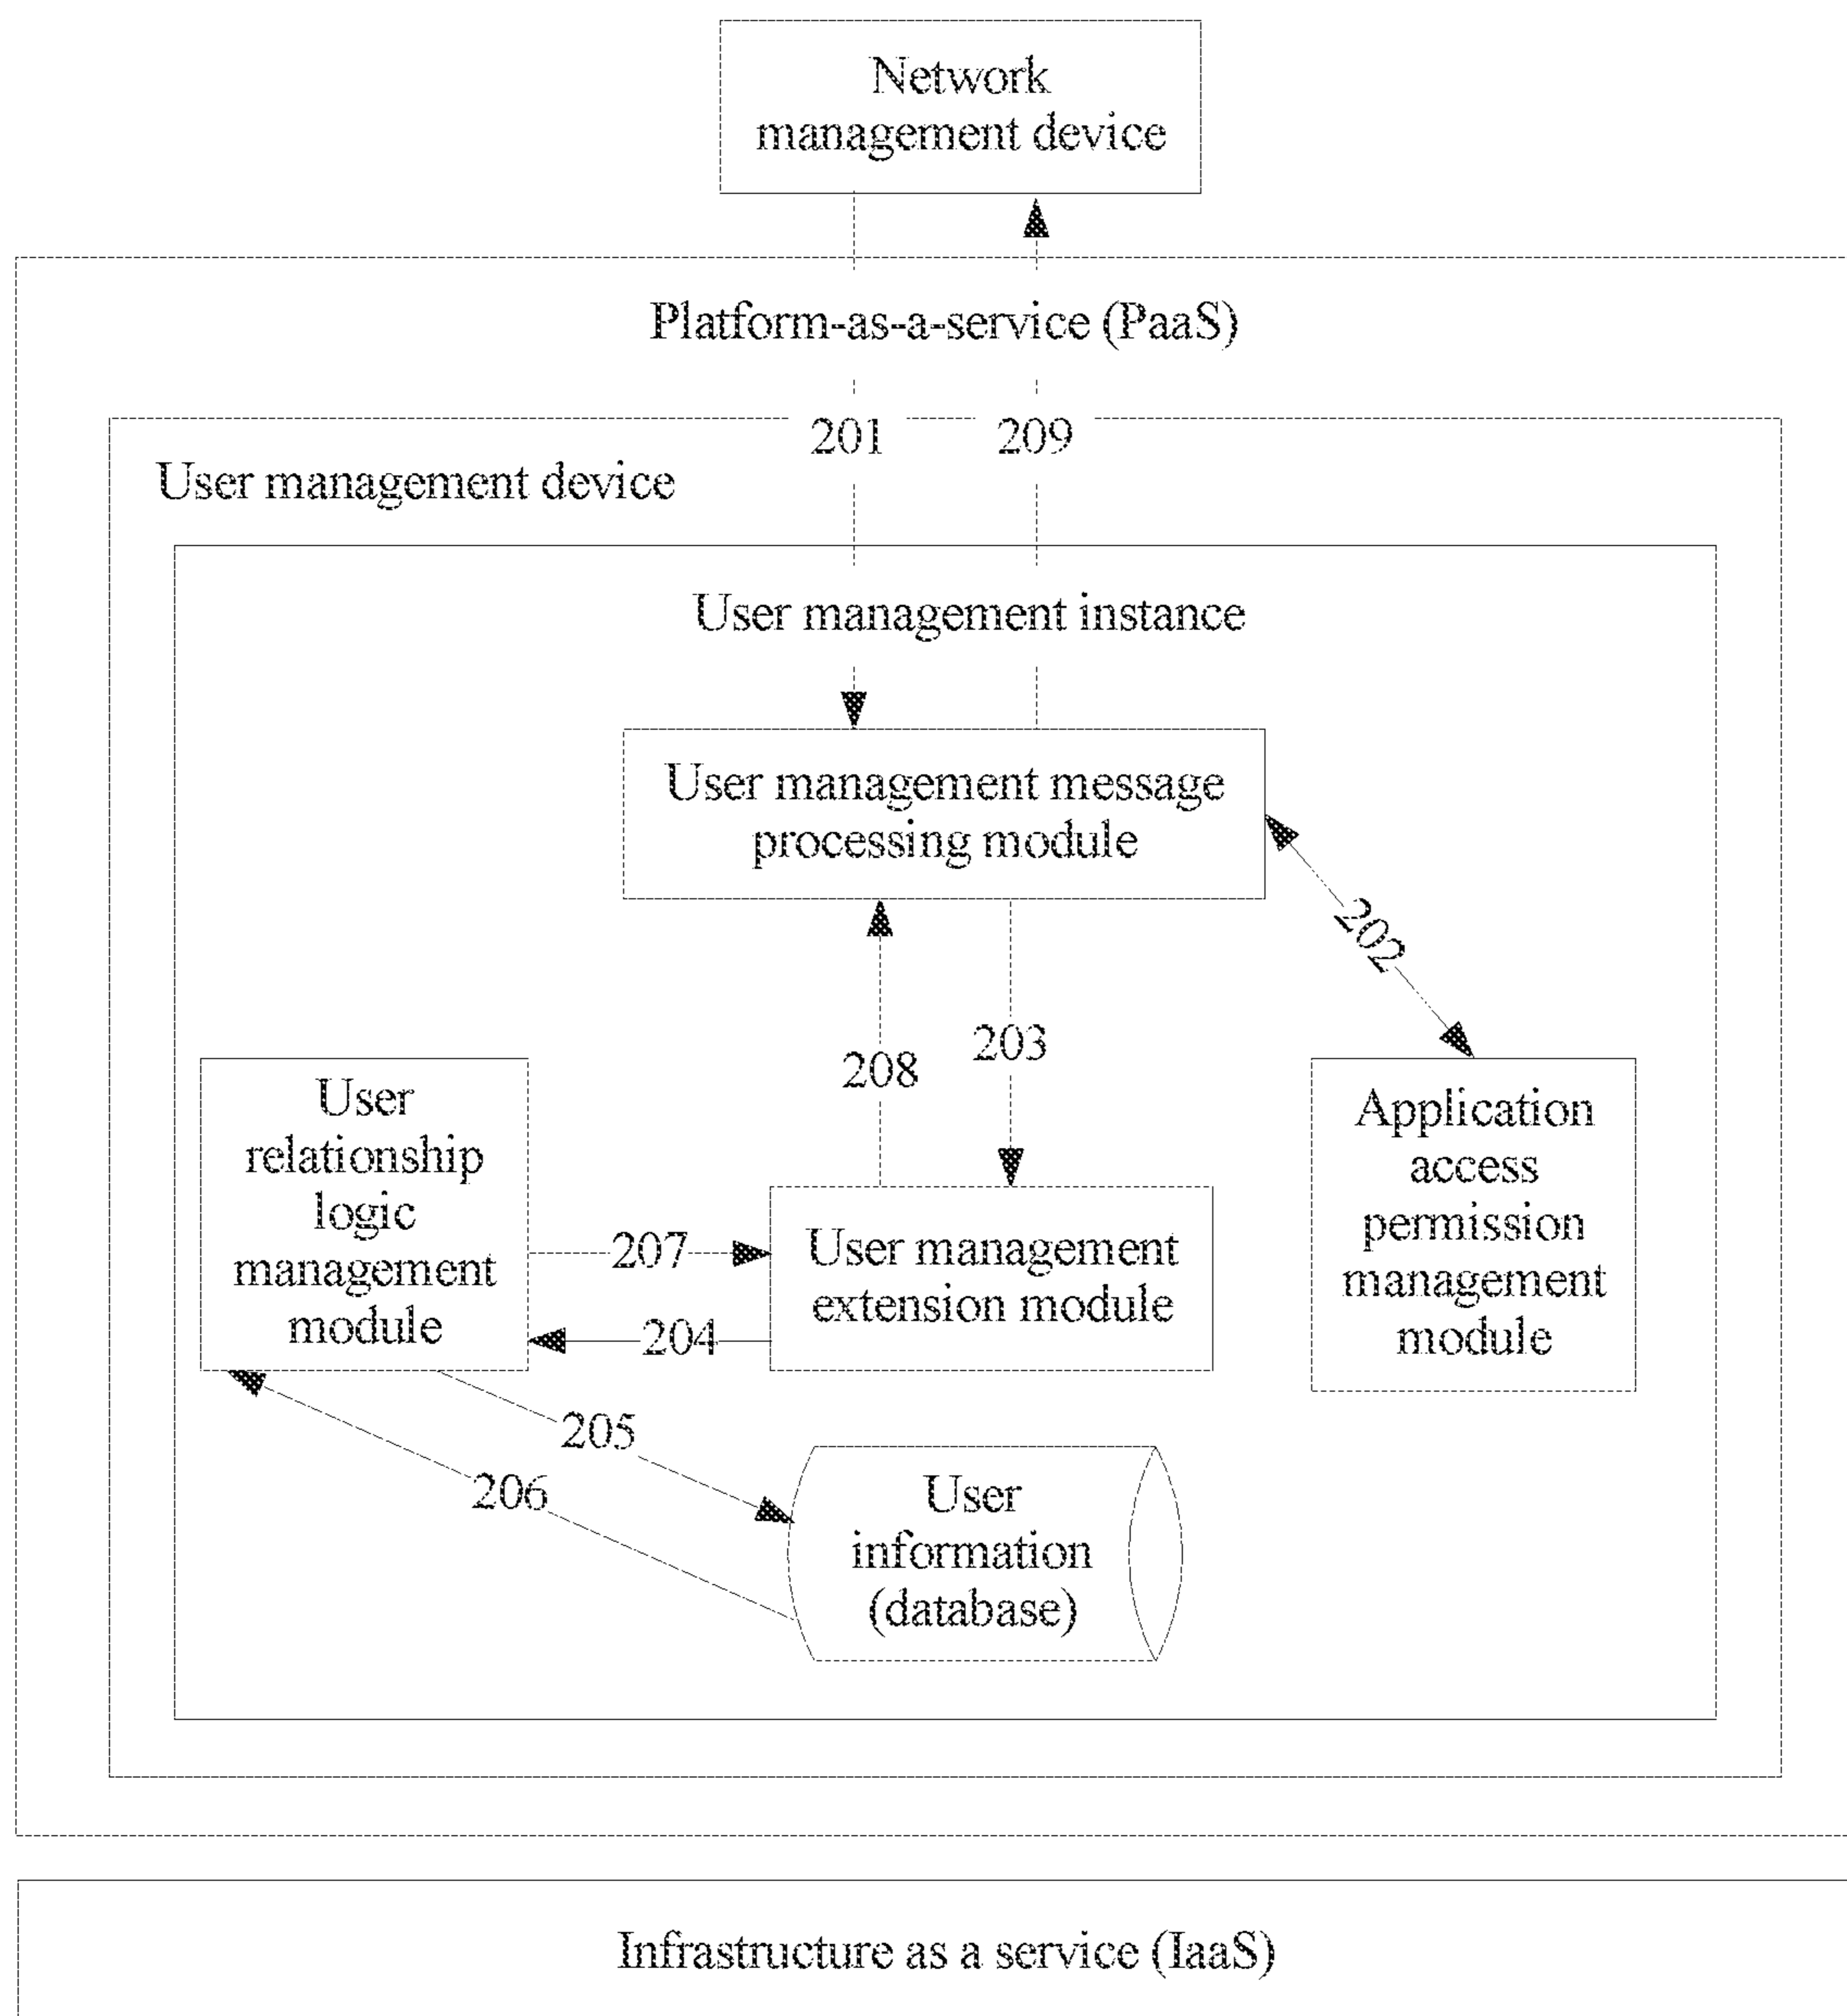 Network
management device
Platform-as-a-service (PaaS)
201
209
User management device
User management instance
User management message
processing module
202
203
208
User
relationship
logic
management
module
Application
access
permission
management
module
207
User management
extension module
204
205
206
User
information
(database)
Infrastructure as a service (IaaS)